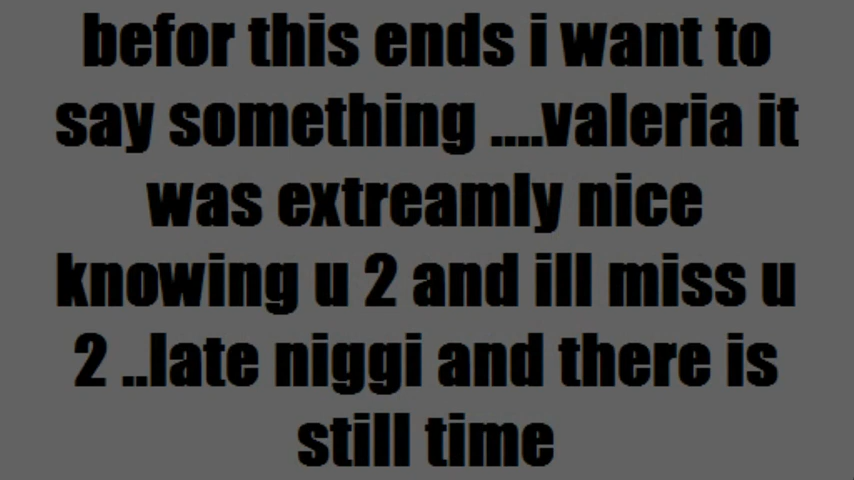 befor this ends i want to
say something ....valeria it
was extreamly nice
knowing u 2 and ill miss u
2 ..late niggi and there is
still time